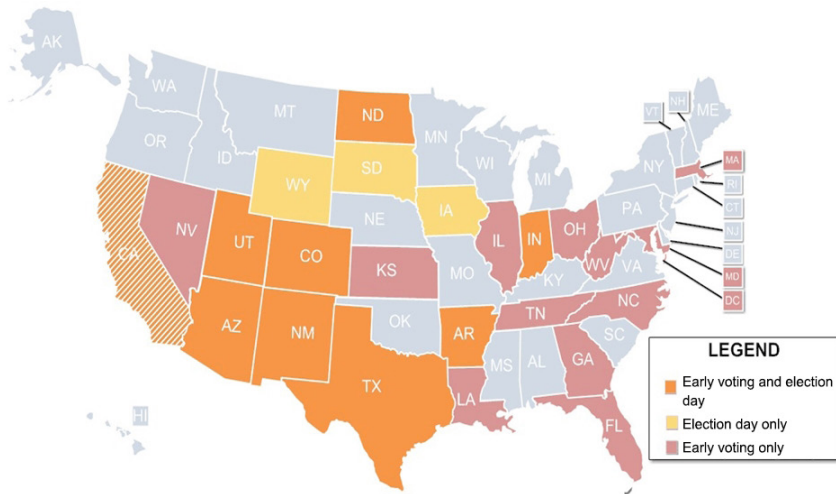 AK
WA
MT
ND
MN
VT
NH
ME
OR
ID
WY
SD
WI
MI
NY
MA
RI
CT
NJ
DE
MD
DC
NV
UT
CO
NE
IA
IL
IN
OH
PA
CA
KS
MO
KY
WV
VA
AZ
NM
OK
AR
TN
NC
SC
TX
LA
MS
AL
GA
FL
HI
LEGEND
Early voting and election
day
Election day only
Early voting only